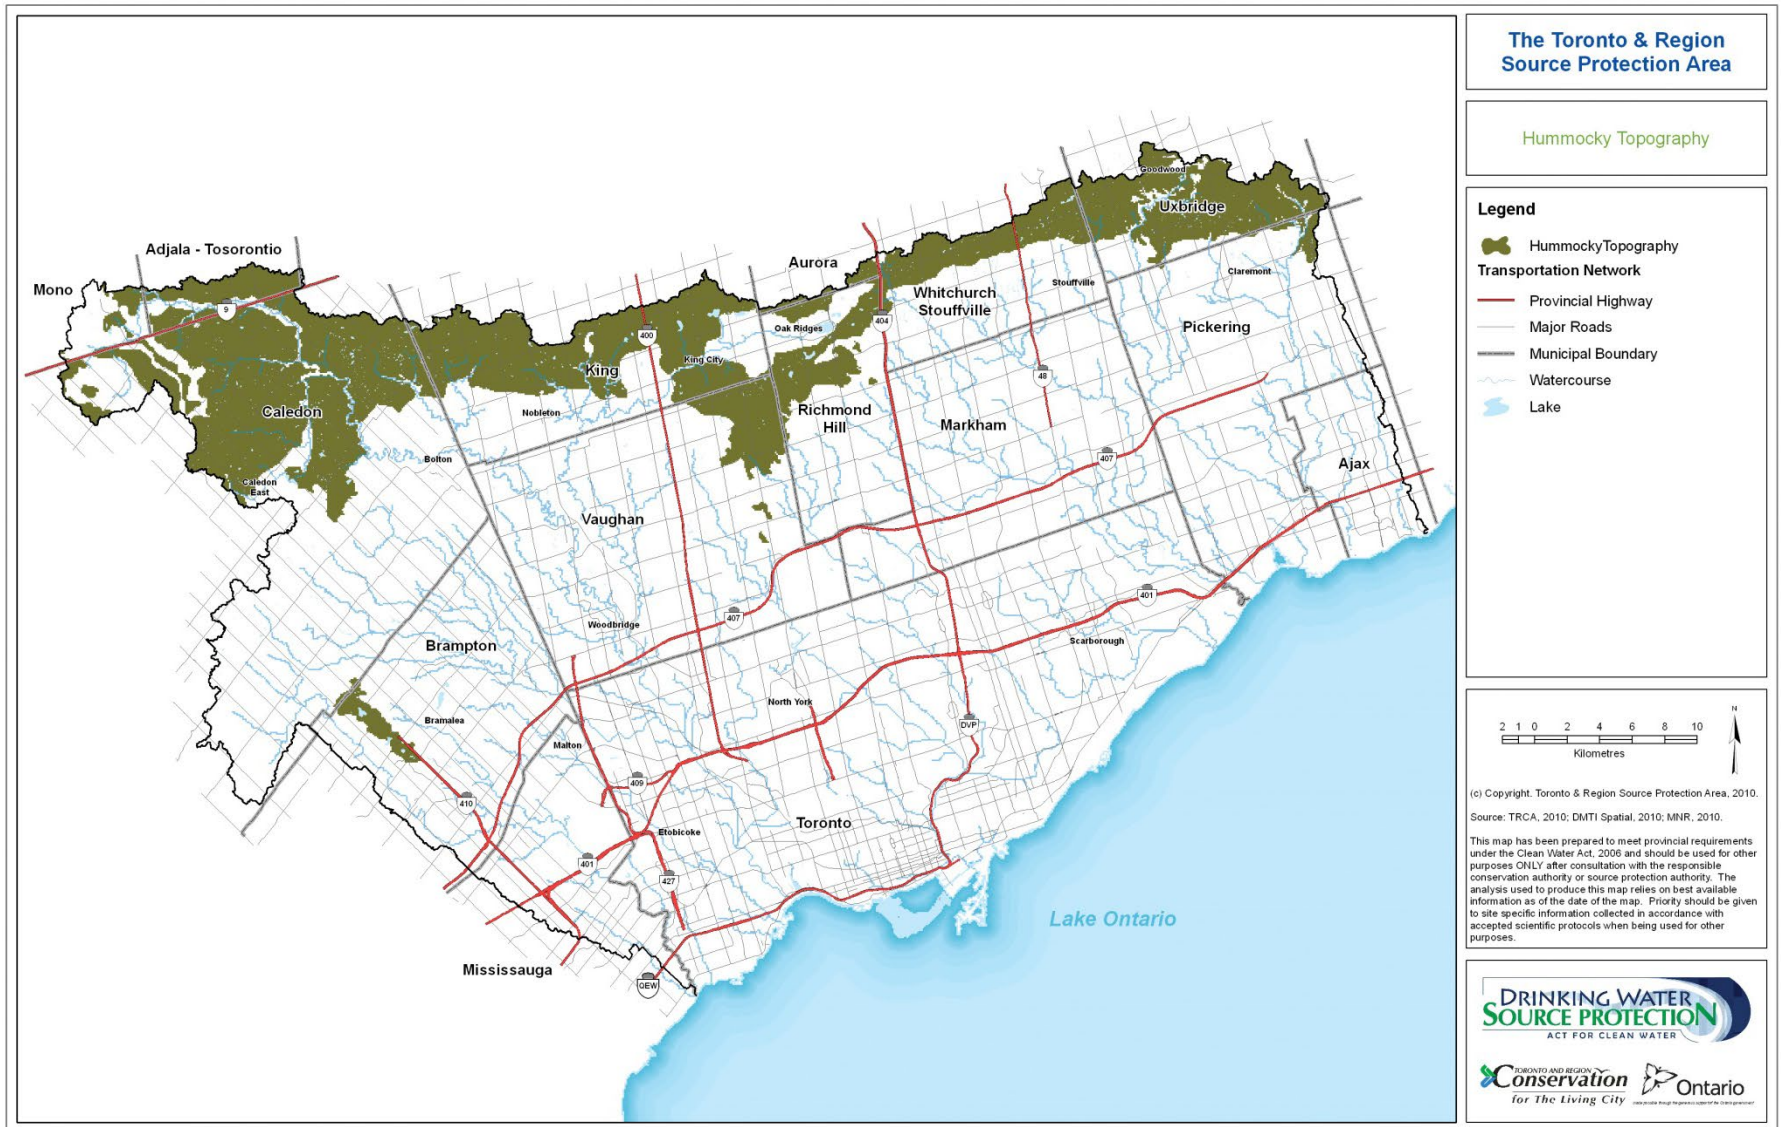 The Toronto & Region
Source Protection Area
Hummocky Topography
Legend
HummockyTopography
Transportation Network
Provincial Highway
Major Roads
Municipal Boundary
Watercourse
Lake
2 1 0 2 4 6 8 10
Kilometres
N
(c) Copyright. Toronto & Region Source Protection Area, 2010.
Source: TRCA, 2010; DMTI Spatial, 2010; MNR, 2010.
This map has been prepared to meet provincial requirements
under the Clean Water Act, 2006 and should be used for other
purposes ONLY after consultation with the responsible
conservation authority or source protection authority. The
analysis used to produce this map relies on best available
information as of the date of the map. Priority should be given
to site specific information collected in accordance with
accepted scientific protocols when being used for other
purposes.
DRINKING WATER
SOURCE PROTECTION
ACT FOR CLEAN WATER
TORONTO AND REGION
Conservation
for The Living City
Ontario
Goodwood
Uxbridge
Adjala - Tosorontio
Aurora
Claremont
Stouffville
Mono
Whitchurch
Stouffville
9
404
Oak Ridges
Pickering
400
King City
King
48
Caledon
Nobleton
Richmond
Hill
Markham
Bolton
407
Ajax
Caledon
East
Vaughan
401
407
Woodbridge
Scarborough
Brampton
North York
Bramalea
DVP
Malton
409
410
Toronto
Etobicoke
401
427
Lake Ontario
Mississauga
QEW